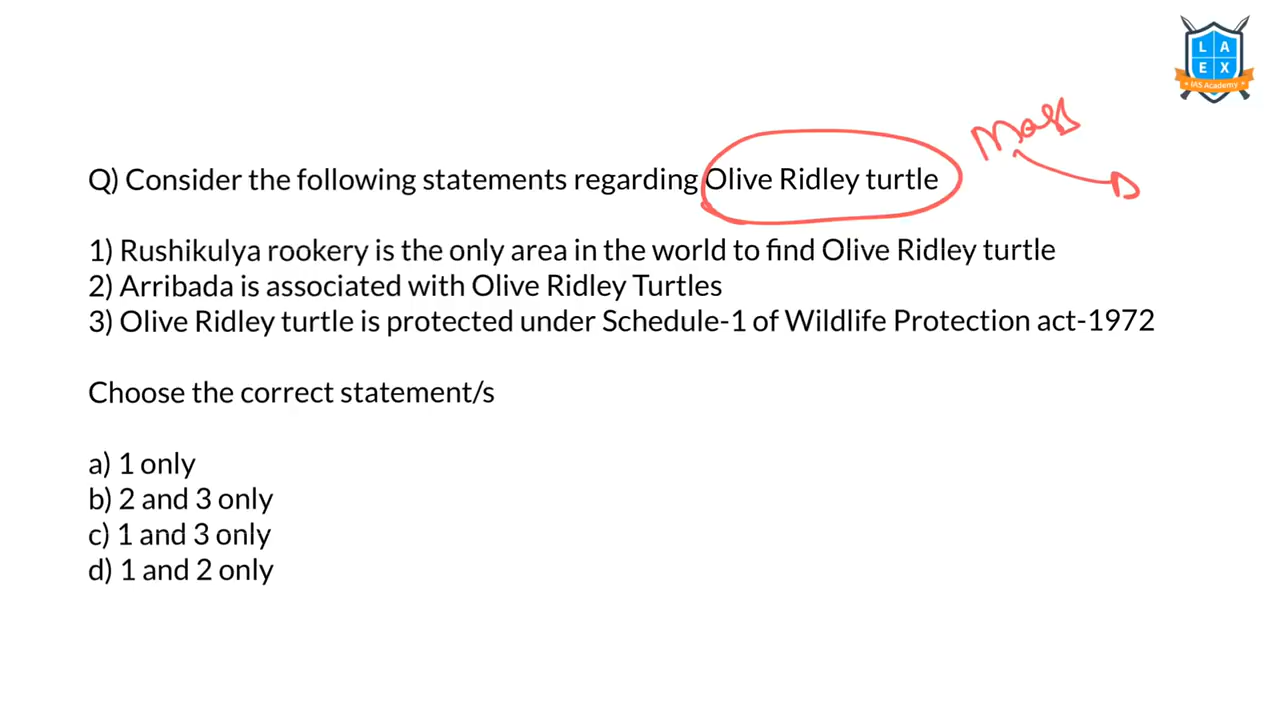 L A
E X
IAS Academy
Mass
Q) Consider the following statements regarding Olive Ridley turtle
1) Rushikulya rookery is the only area in the world to find Olive Ridley turtle
2) Arribada is associated with Olive Ridley Turtles
3) Olive Ridley turtle is protected under Schedule-1 of Wildlife Protection act-1972
Choose the correct statement/s
a) 1 only
b) 2 and 3 only
c) 1 and 3 only
d) 1 and 2 only